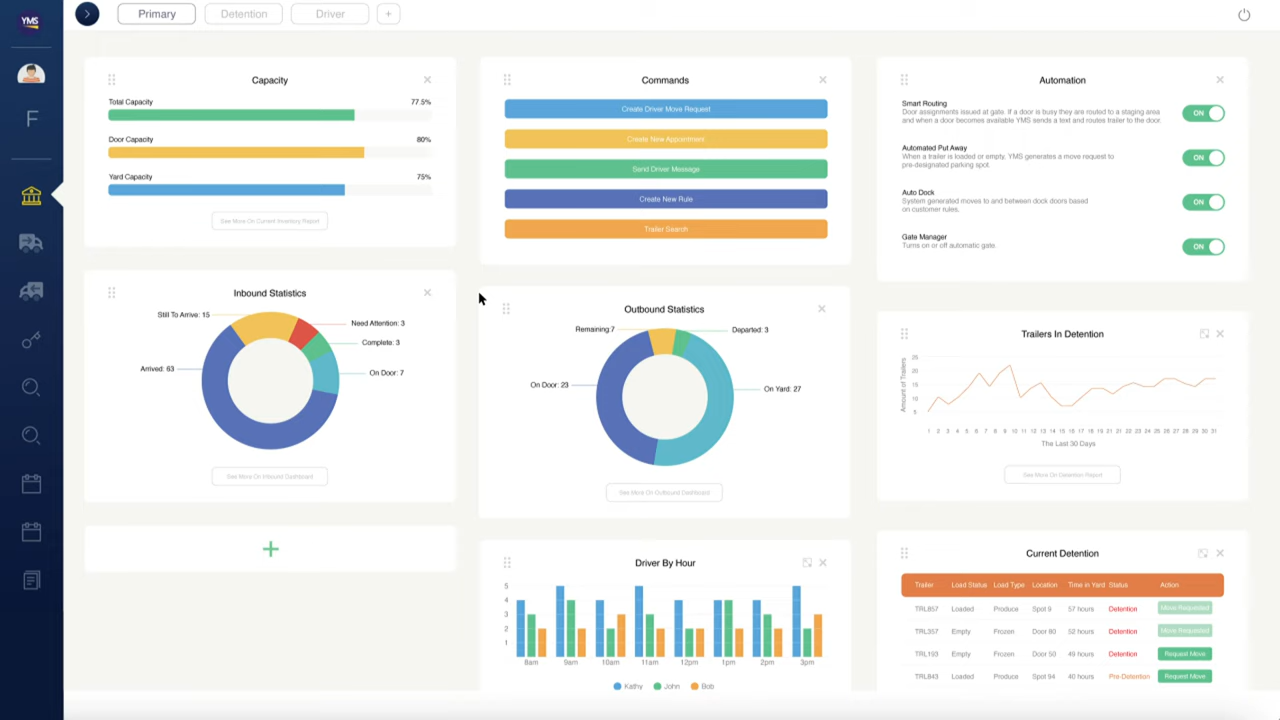 YMS
Primary
Detention
Driver
+
F
Capacity
Total Capacity 77.5%
Door Capacity 80%
Yard Capacity 75%
See More On Current Inventory Report
Inbound Statistics
Still To Arrive: 15
Need Attention: 3
Complete: 3
Arrived: 63
On Door: 7
See More On Inbound Dashboard
+
Commands
Create Driver Move Request
Create New Appointment
Send Driver Message
Create New Rule
Trailer Search
Outbound Statistics
Remaining:7
Departed: 3
On Door: 23
On Yard: 27
See More On Outbound Dashboard
Driver By Hour
5
4
3
2
1
8am 9am 10am 11am 12pm 1pm 2pm 3pm
Kathy John Bob
Automation
Smart Routing
Door assignments issued at gate. If a door is busy they are routed to a staging area
and when a door becomes available YMS sends a text and routes trailer to the door.
ON
Automated Put Away
When a trailer is loaded or empty, YMS generates a move request to
pre-designated parking spot.
ON
Auto Dock
System generated moves to and between dock doors based
on customer rules.
ON
Gate Manager
Turns on or off automatic gate.
ON
Trailers In Detention
Amount of Trailers
25
20
15
10
5
1 2 3 4 5 6 7 8 9 10 11 12 13 14 15 16 17 18 19 20 21 22 23 24 25 26 27 28 29 30 31
The Last 30 Days
See More On Detention Report
Current Detention
Trailer Load Status Load Type Location Time in Yard Status Action
TRL857 Loaded Produce Spot 9 57 hours Detention Move Requested
TRL357 Empty Frozen Door 80 52 hours Detention Move Requested
TRL193 Empty Frozen Door 50 49 hours Detention Request Move
TRL843 Loaded Produce Spot 94 40 hours Pre-Detention Request Move